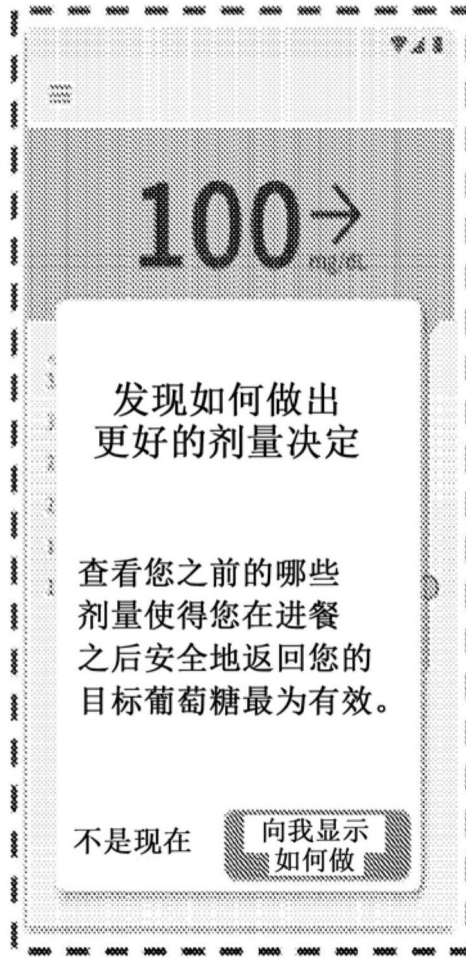 100→
mg/dL
发现如何做出
更好的剂量决定
查看您之前的哪些
剂量使得您在进餐
之后安全地返回您的
目标葡萄糖最为有效。
不是现在
向我显示
如何做